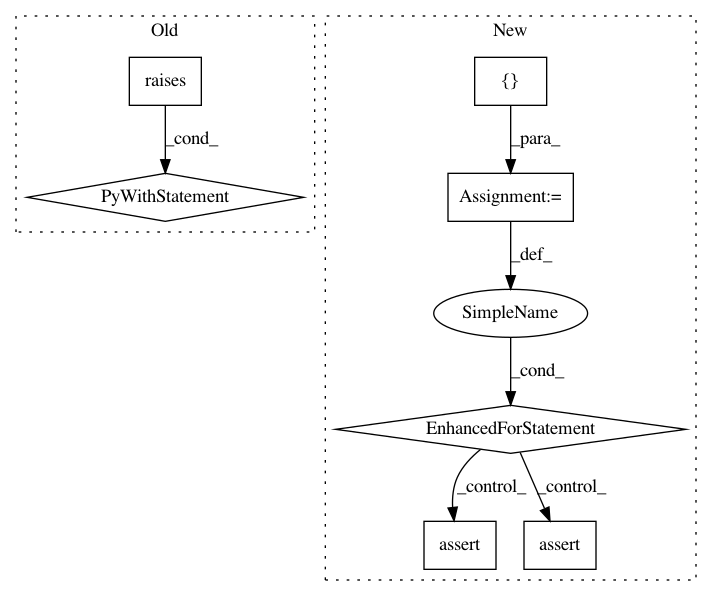 Old
New
raises
{}
_cond_
_para_
PyWithStatement
Assignment:=
_def_
SimpleName
_cond_
EnhancedForStatement
_control_
_control_
assert
assert